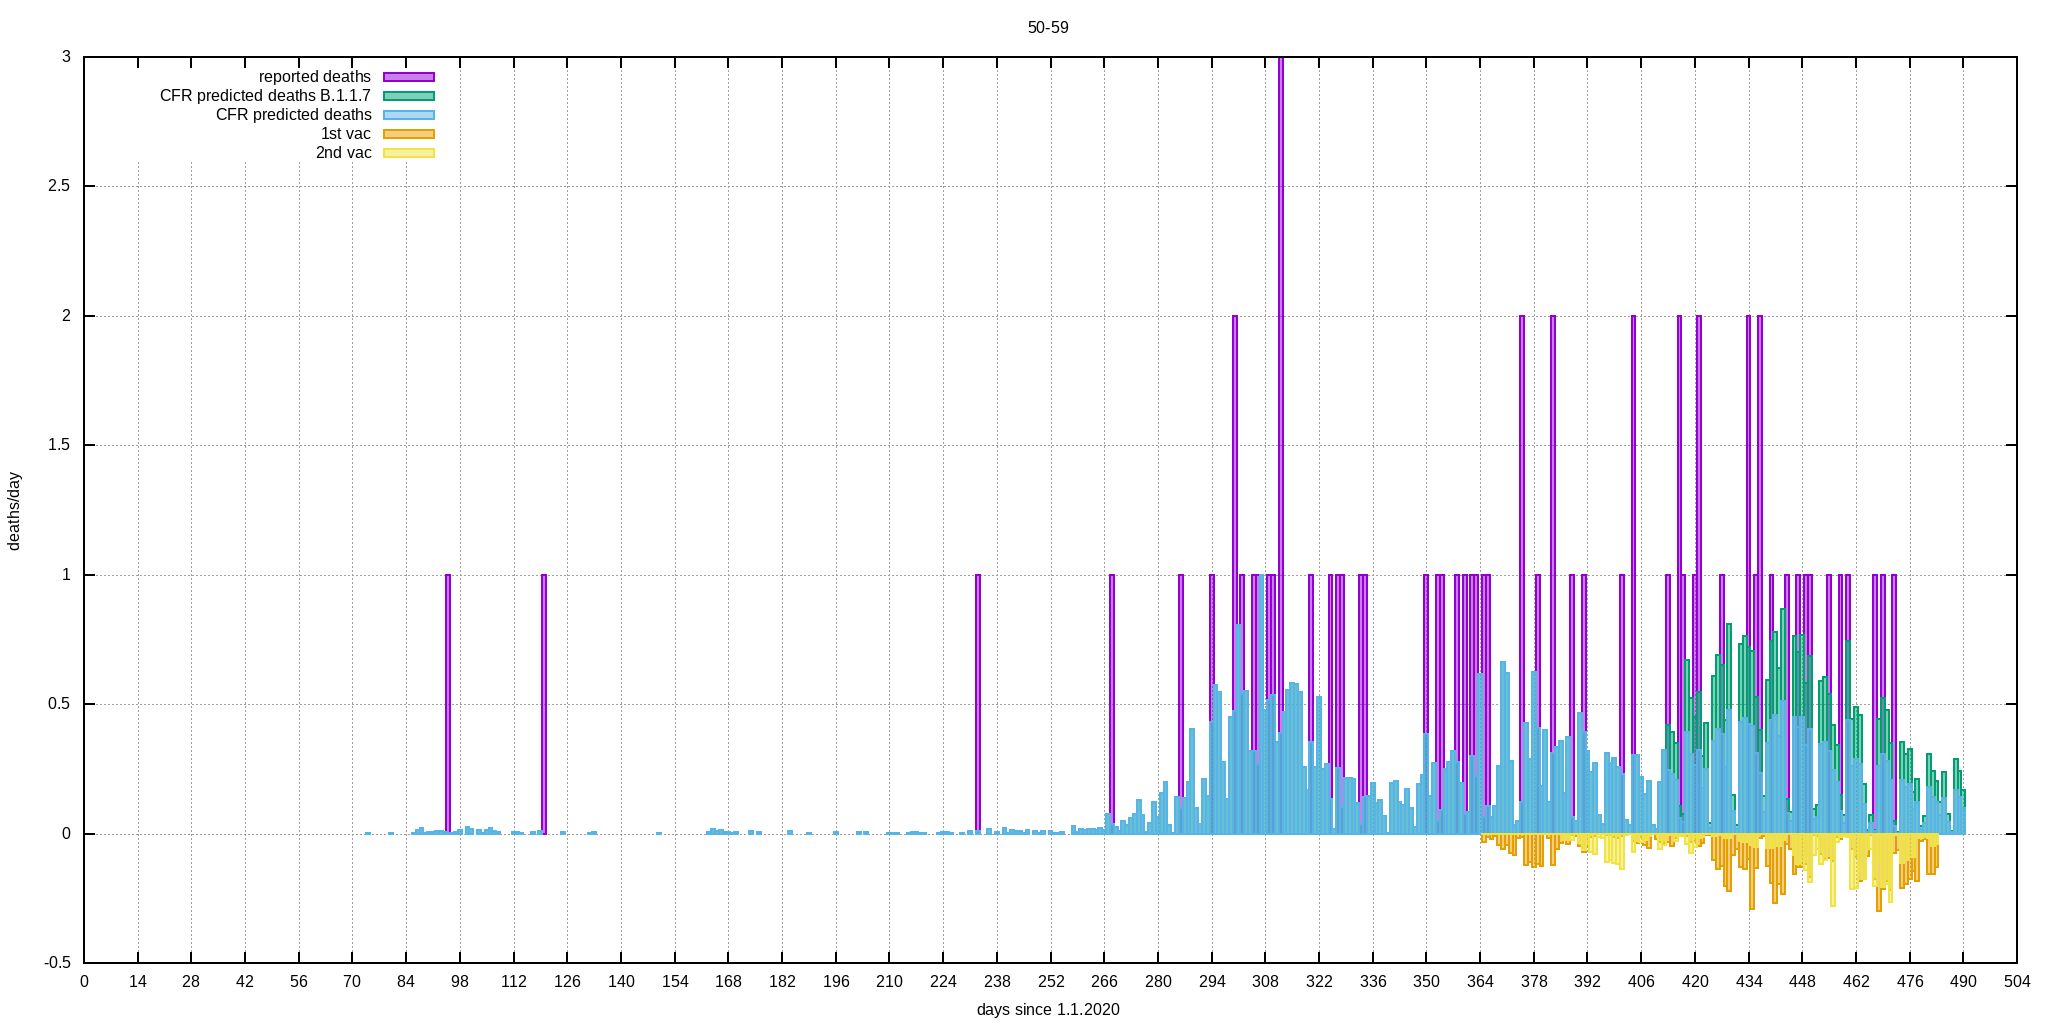 50-59
3
2.5
2
1.5
1
0.5
0
-0.5
deaths/day
reported deaths
CFR predicted deaths B.1.1.7
CFR predicted deaths
1st vac
2nd vac
0 14 28 42 56 70 84 98 112 126 140 154 168 182 196 210 224 238 252 266 280 294 308 322 336 350 364 378 392 406 420 434 448 462 476 490 504
days since 1.1.2020